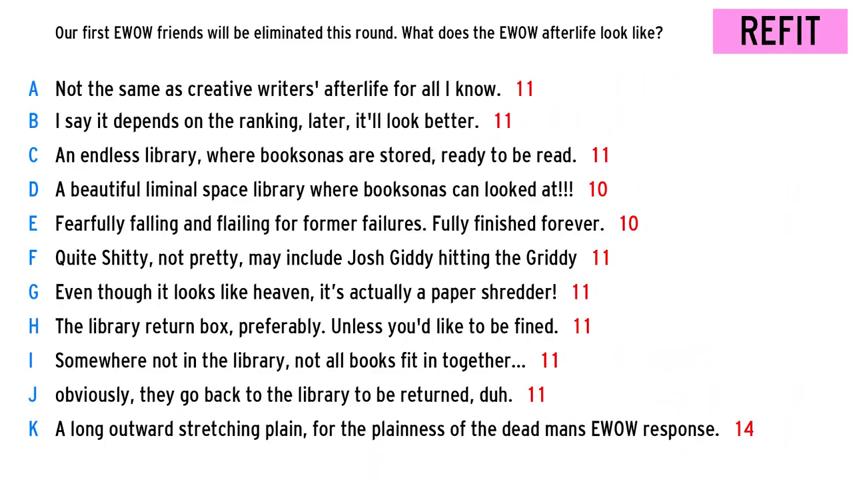 Our first EWOW friends will be eliminated this round. What does the EWOW afterlife look like?
REFIT
A Not the same as creative writers' afterlife for all I know. 11
B I say it depends on the ranking, later, it'll look better. 11
C An endless library, where booksonas are stored, ready to be read. 11
D A beautiful liminal space library where booksonas can looked at!!! 10
E Fearfully falling and flailing for former failures. Fully finished forever. 10
F Quite Shitty, not pretty, may include Josh Giddy hitting the Griddy 11
G Even though it looks like heaven, it’s actually a paper shredder! 11
H The library return box, preferably. Unless you'd like to be fined. 11
I Somewhere not in the library, not all books fit in together... 11
J obviously, they go back to the library to be returned, duh. 11
K A long outward stretching plain, for the plainness of the dead mans EWOW response. 14